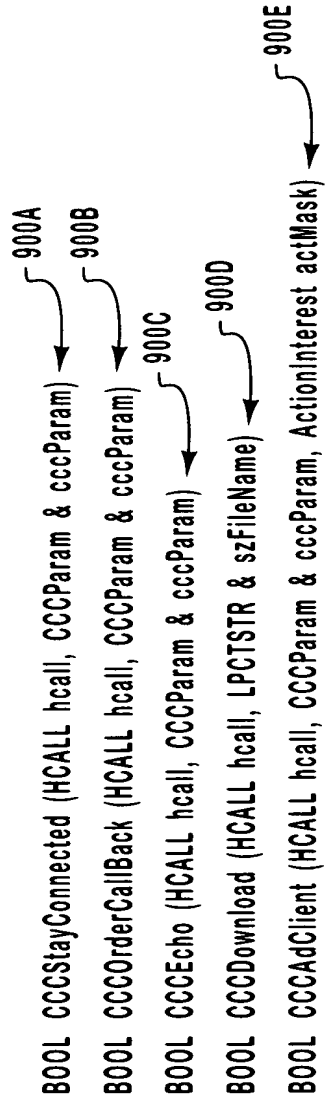 BOOL CCCStayConnected (HCALL hcall, CCCParam & cccParam) 900A
BOOL CCCOrderCallBack (HCALL hcall, CCCParam & cccParam) 900B
BOOL CCCEcho (HCALL hcall, CCCParam & cccParam) 900C
BOOL CCCDownload (HCALL hcall, LPCTSTR & szFileName) 900D
BOOL CCCAdClient (HCALL hcall, CCCParam & cccParam, ActionInterest actMask) 900E